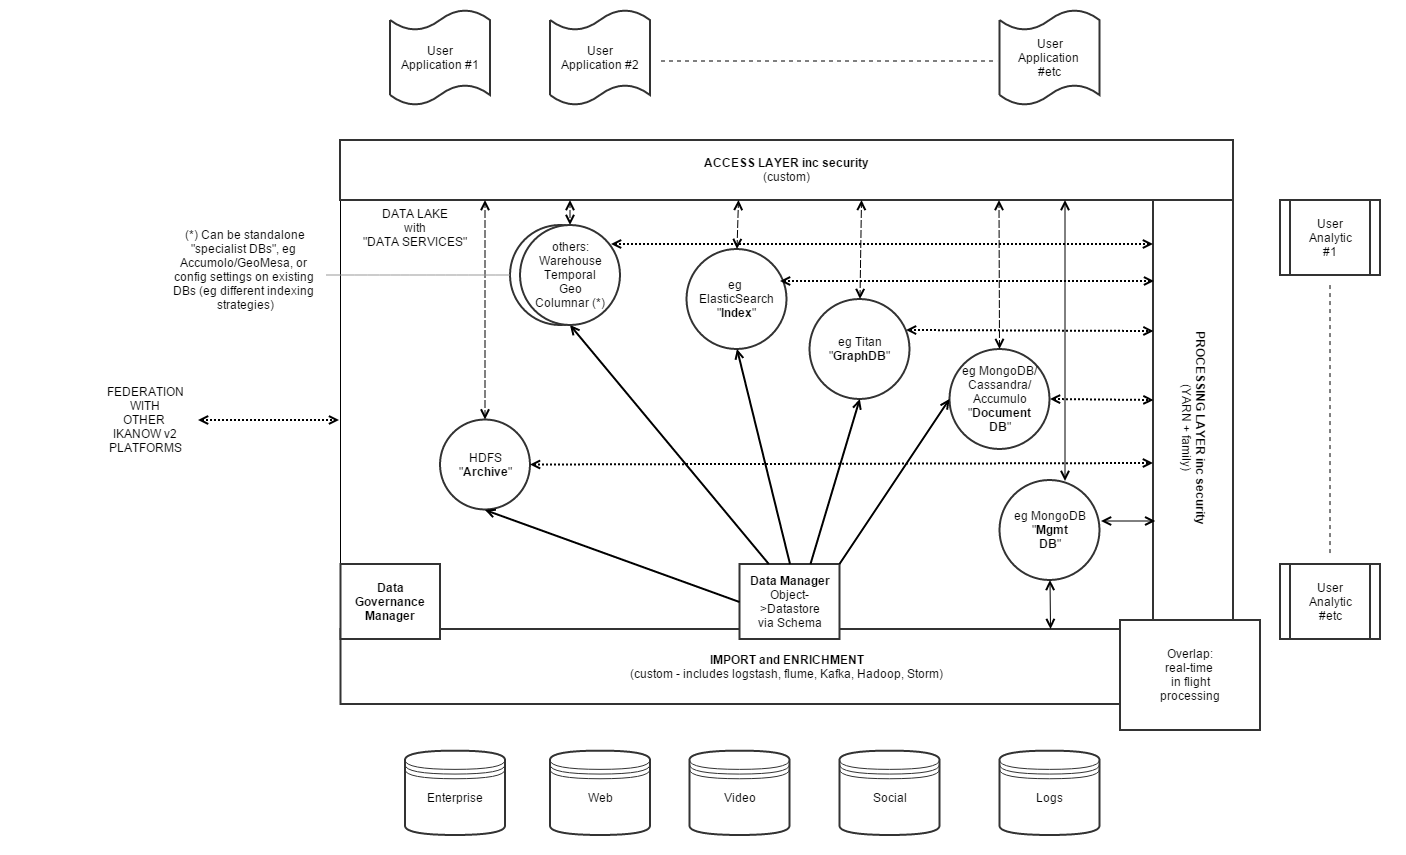 User
Application #1
User
Application #2
User
Application
#etc
ACCESS LAYER inc security
(custom)
DATA LAKE
with
"DATA SERVICES"
(*) Can be standalone
"specialist DBs", eg
Accumolo/GeoMesa, or
config settings on existing
DBs (eg different indexing
strategies)
others:
Warehouse
Temporal
Geo
Columnar (*)
eg
ElasticSearch
"Index"
eg Titan
"GraphDB"
eg MongoDB/
Cassandra/
Accumulo
"Document
DB"
User
Analytic
#1
PROCESSING LAYER inc security
(YARN + family)
FEDERATION
WITH
OTHER
IKANOW v2
PLATFORMS
HDFS
"Archive"
eg MongoDB
"Mgmt
DB"
Data
Governance
Manager
Data Manager
Object-
>Datastore
via Schema
User
Analytic
#etc
IMPORT and ENRICHMENT
(custom - includes logstash, flume, Kafka, Hadoop, Storm)
Overlap:
real-time
in flight
processing
Enterprise
Web
Video
Social
Logs